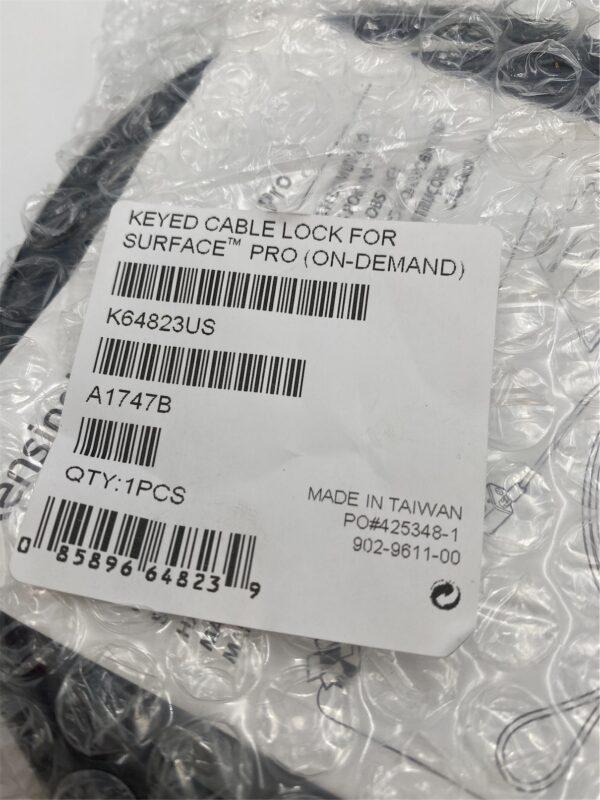 KEYED CABLE LOCK FOR
SURFACE™ PRO (ON-DEMAND)
K64823US
A1747B
QTY:1PCS
MADE IN TAIWAN
PO#425348-1
902-9611-00
0 85896 64823 9